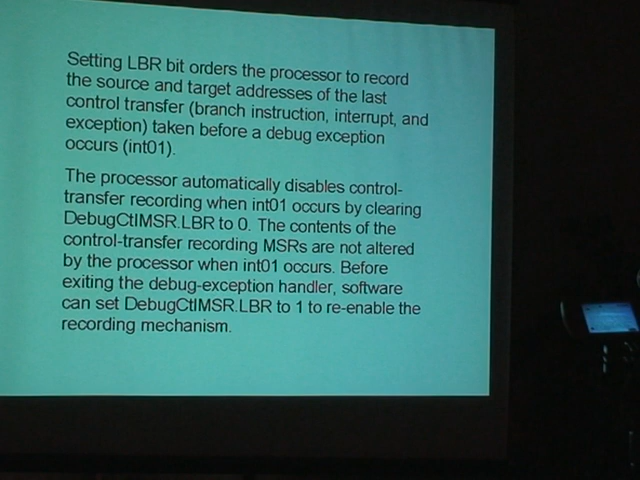 Setting LBR bit orders the processor to record
the source and target addresses of the last
control transfer (branch instruction, interrupt, and
exception) taken before a debug exception
occurs (int01).
The processor automatically disables control-
transfer recording when int01 occurs by clearing
DebugCtlMSR.LBR to 0. The contents of the
control-transfer recording MSRs are not altered
by the processor when int01 occurs. Before
exiting the debug-exception handler, software
can set DebugCtlMSR.LBR to 1 to re-enable the
recording mechanism.